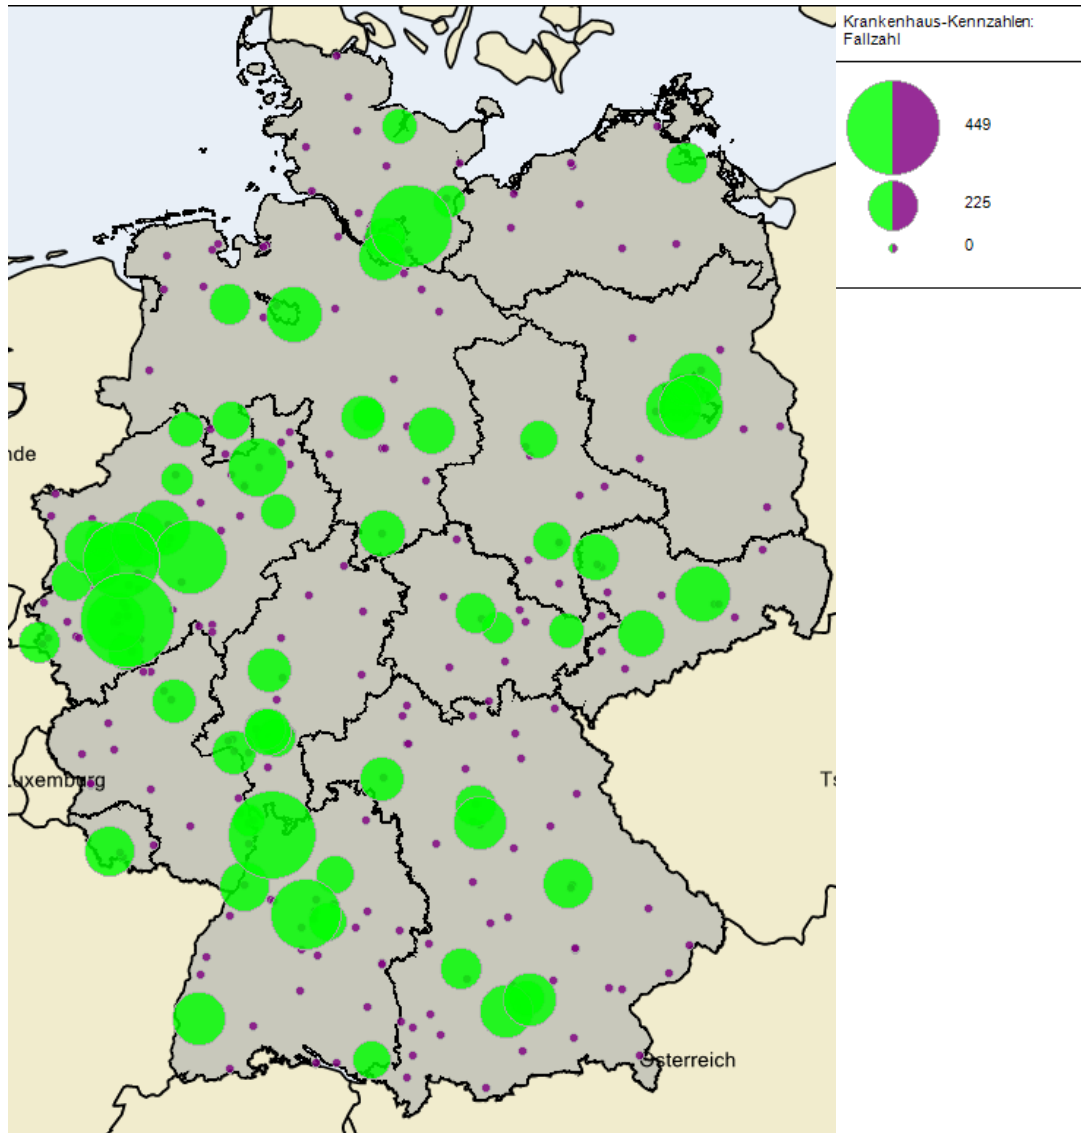 Krankenhaus-Kennzahlen:
Fallzahl
449
225
0
nde
Luxemburg
Ts
Österreich